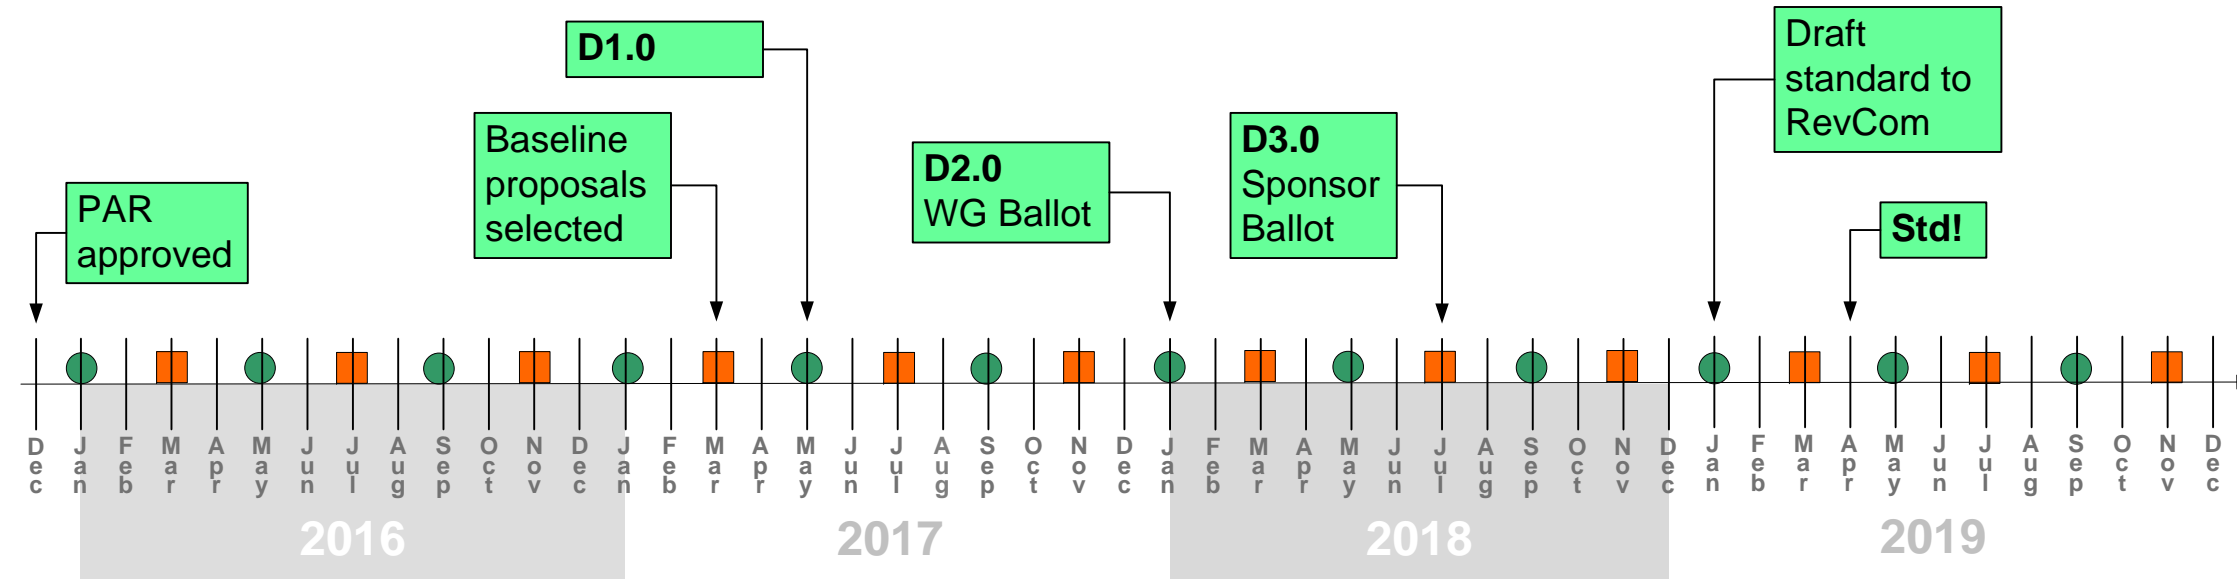 D1.0
Draft
standard to
RevCom
Baseline
proposals
selected
D2.0
WG Ballot
D3.0
Sponsor
Ballot
PAR
approved
Std!
Dec Jan Feb Mar Apr May Jun Jul Aug Sep Oct Nov Dec Jan Feb Mar Apr May Jun Jul Aug Sep Oct Nov Dec Jan Feb Mar Apr May Jun Jul Aug Sep Oct Nov Dec Jan Feb Mar Apr May Jun Jul Aug Sep Oct Nov Dec
2016 2017 2018 2019